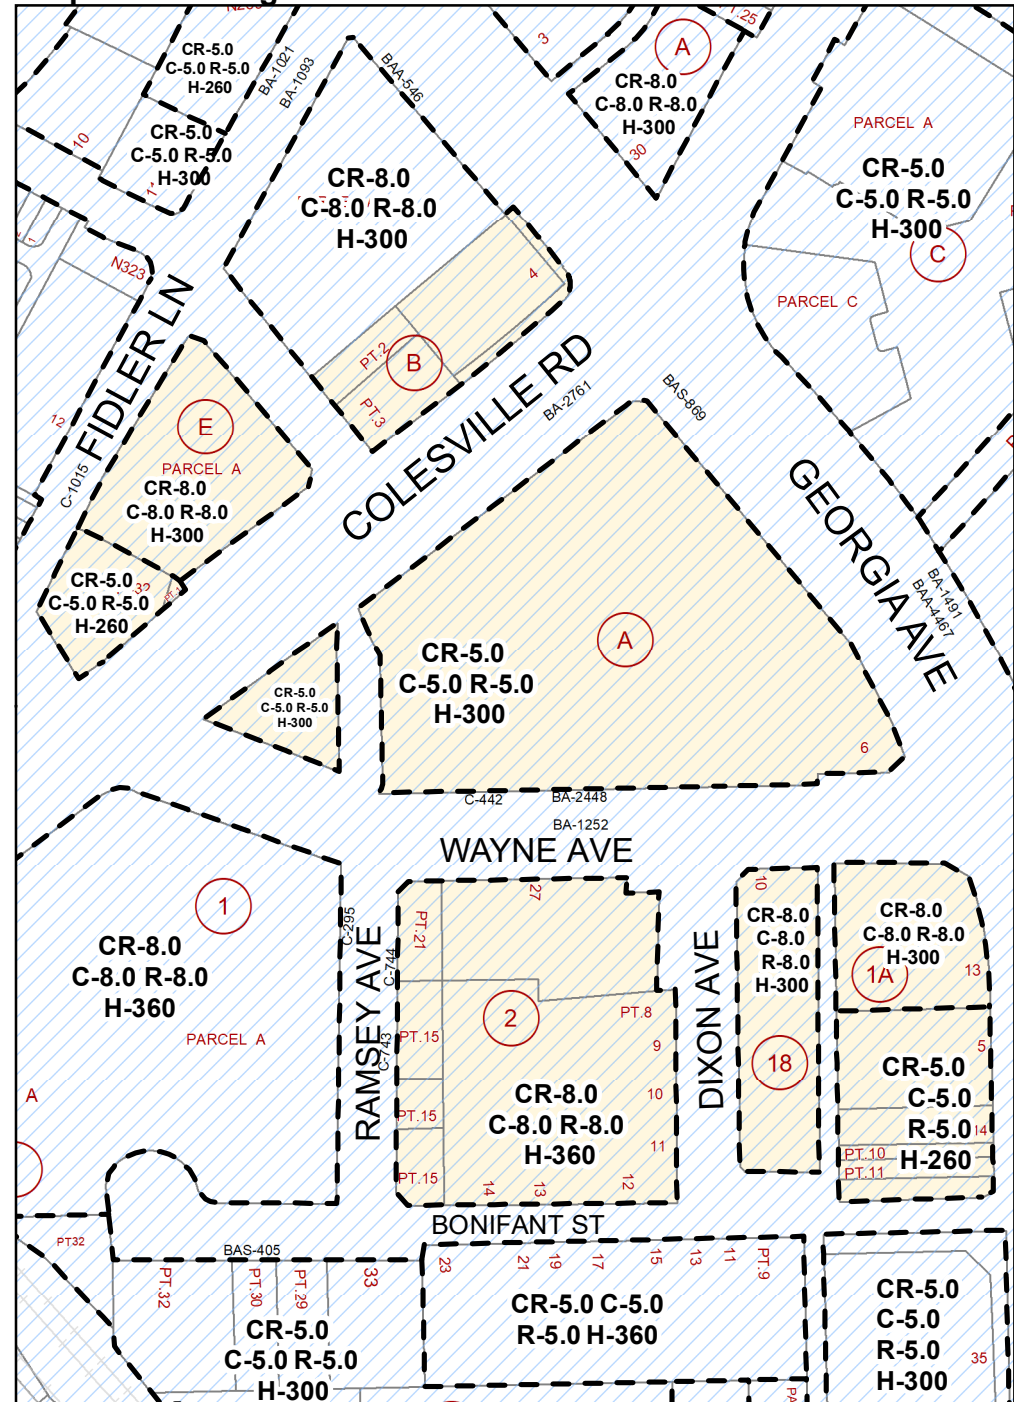 3
T.25
A
CR-8.0
C-8.0 R-8.0
H-300
30
CR-5.0
C-5.0 R-5.0
H-260
BA-1021
BA-1093
BAA-546
10
CR-5.0
C-5.0 R-5.0
H-300
PARCEL A
CR-5.0
C-5.0 R-5.0
H-300
C
PARCEL C
CR-8.0
C-8.0 R-8.0
H-300
4
PT.2
B
PT.3
N323
FIDLER LN
C-1015
12
E
PARCEL A
CR-8.0
C-8.0 R-8.0
H-300
COLESVILLE RD
BA-2761
BAS-869
GEORGIA AVE
BA-1491
BAA-4467
CR-5.0
C-5.0 R-5.0
H-260
A
CR-5.0
C-5.0 R-5.0
H-300
6
CR-5.0
C-5.0 R-5.0
H-300
C-442
BA-2448
BA-1252
WAYNE AVE
1
CR-8.0
C-8.0 R-8.0
H-360
PARCEL A
A
C-295
RAMSEY AVE
C-744
C-743
PT.21
27
2
PT.8
PT.15
9
10
PT.15
11
CR-8.0
C-8.0 R-8.0
H-360
PT.15
14
13
12
DIXON AVE
10
CR-8.0
C-8.0
R-8.0
H-300
18
CR-8.0
C-8.0 R-8.0
H-300
1A
13
5
CR-5.0
C-5.0
R-5.0
H-260
14
PT.10
PT.11
BONIFANT ST
PT32
BAS-405
PT.32
PT.30
PT.29
33
CR-5.0
C-5.0 R-5.0
H-300
23
21
19
17
15
13
11
PT.9
CR-5.0 C-5.0
R-5.0 H-360
CR-5.0
C-5.0
R-5.0
H-300
35
PA